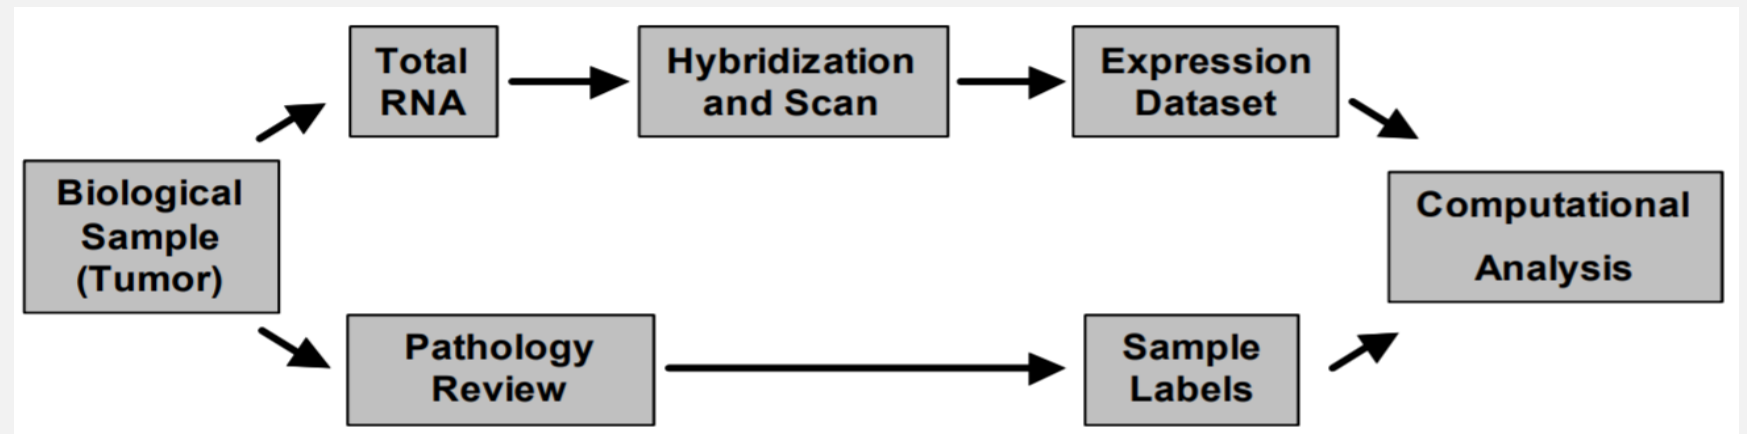 Total
RNA
Hybridization
and Scan
Expression
Dataset
Biological
Sample
(Tumor)
Computational
Analysis
Pathology
Review
Sample
Labels